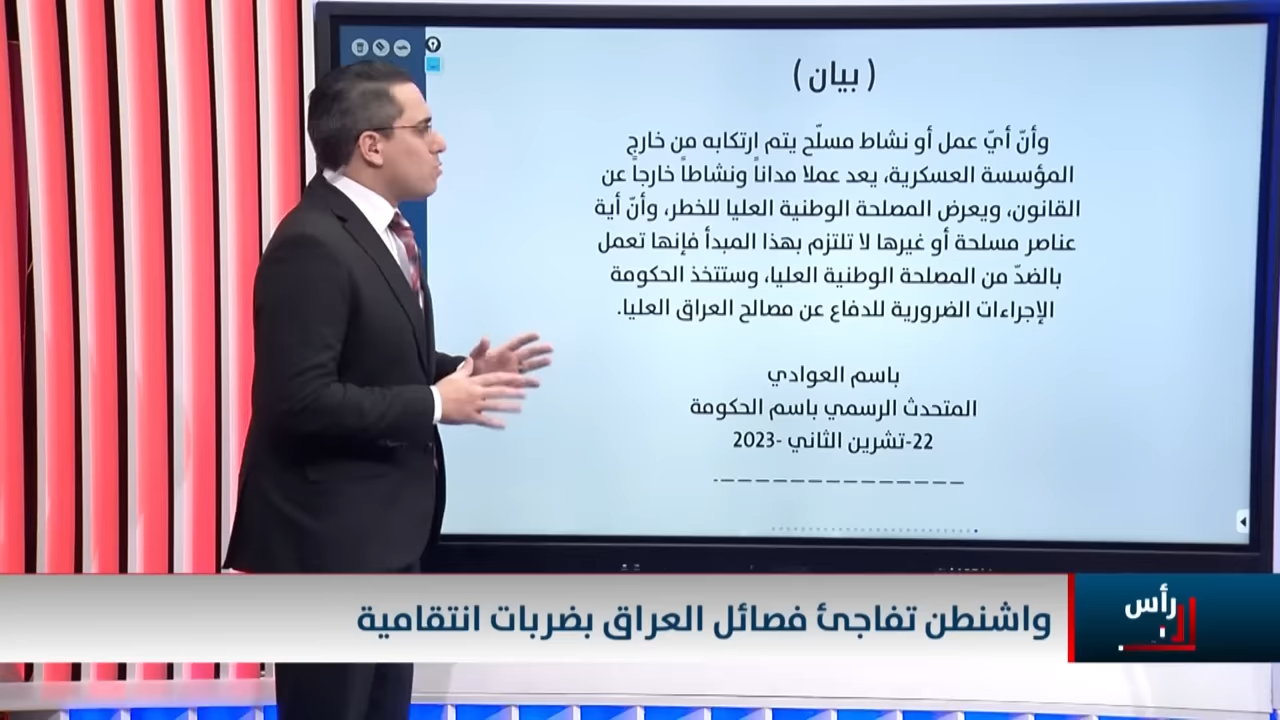 ( بيان )
وأنّ أيّ عمل أو نشاط مسلّح يتم ارتكابه من خارج
المؤسسة العسكرية، يعد عملا مداناً ونشاطاً خارجاً عن
القانون، ويعرض المصلحة الوطنية العليا للخطر، وأنّ أية
عناصر مسلحة أو غيرها لا تلتزم بهذا المبدأ فإنها تعمل
بالضدّ من المصلحة الوطنية العليا، وستتخذ الحكومة
الإجراءات الضرورية للدفاع عن مصالح العراق العليا.
باسم العوادي
المتحدث الرسمي باسم الحكومة
22-تشرين الثاني -2023
واشنطن تفاجئ فصائل العراق بضربات انتقامية
رأس